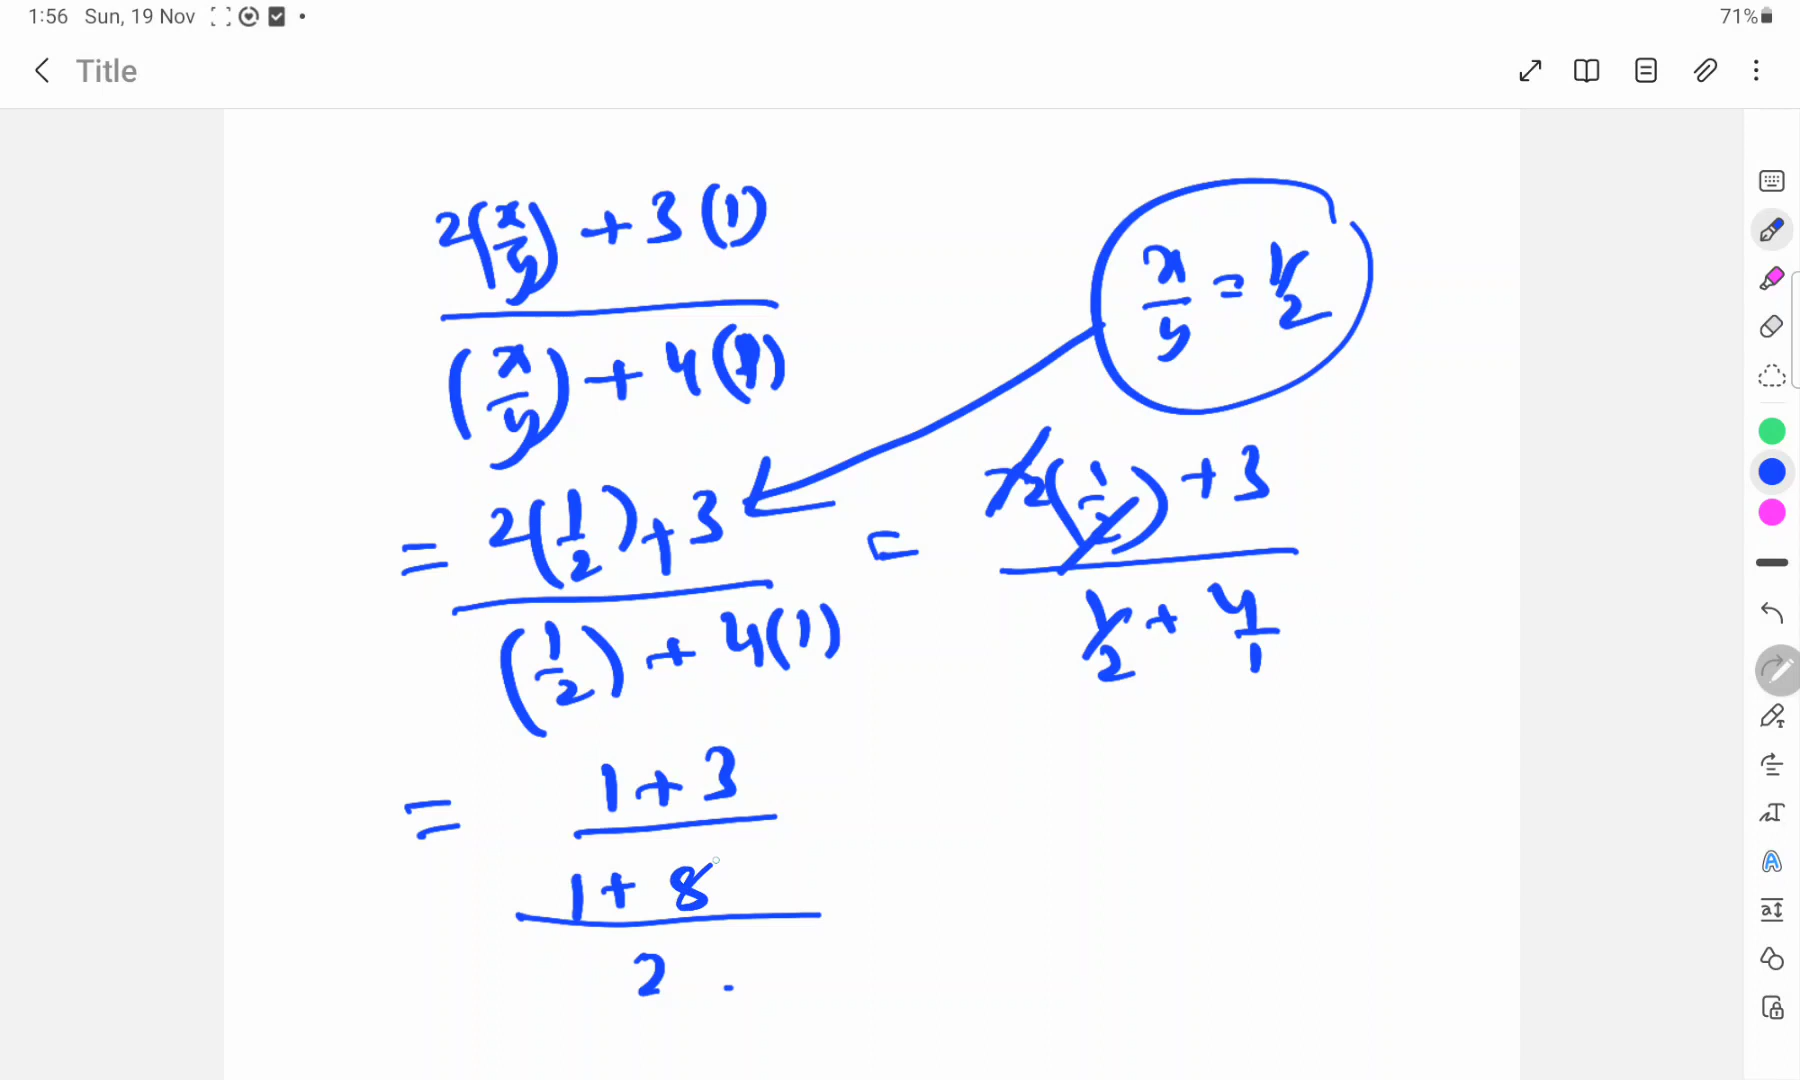 1:56 Sun, 19 Nov
71%
Title
2(x/y) + 3(1)
(x/y) + 4(1)
x/y = 1/2
= 2(1/2) + 3
(1/2) + 4(1)
= 2(1/2) + 3
1/2 + 4/1
= 1 + 3
1 + 8
2 .